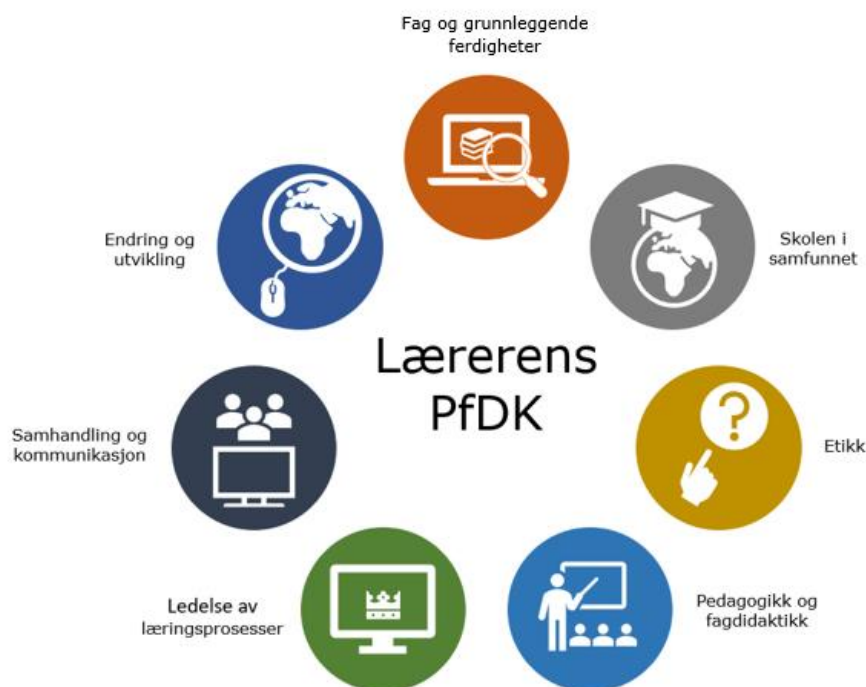 Fag og grunnleggende
ferdigheter
Skolen i
samfunnet
Etikk
Pedagogikk og
fagdidaktikk
Ledelse av
læringsprosesser
Samhandling og
kommunikasjon
Endring og
utvikling
Lærerens
PfDK